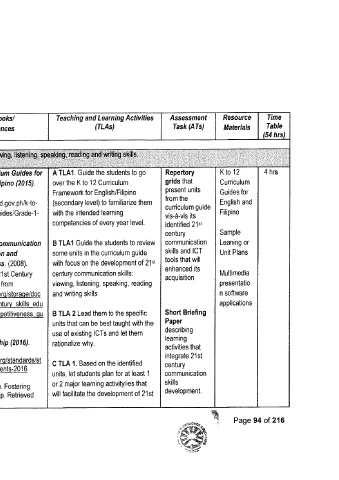 ooks/
nces
Teaching and Learning Activities
(TLAs)
Assessment
Task (ATs)
Resource
Materials
Time
Table
(54 hrs)
wing, listening, speaking, reading and writing skills.
lum Guides for
ipino (2015)
d.gov.ph/k-to-
ides/Grade-1-
ommunication
on and
ss. (2008).
1st Century
from
org/storage/doc
ntury_skills_edu
petitiveness_gu
hip (2016).
rg/standards/st
ents-2016
). Fostering
p. Retrieved
A TLA1. Guide the students to go
over the K to 12 Curriculum
Framework for English/Filipino
(secondary level) to familiarize them
with the intended learning
competencies of every year level.
B TLA1 Guide the students to review
some units in the curriculum guide
with focus on the development of 21st
century communication skills:
viewing, listening, speaking, reading
and writing skills
B TLA 2 Lead them to the specific
units that can be best taught with the
use of existing ICTs and let them
rationalize why.
C TLA 1. Based on the identified
units, let students plan for at least 1
or 2 major learning activitylies that
will facilitate the development of 21st
Repertory
grids that
present units
from the
curriculum guide
vis-à-vis its
identified 21st
century
communication
skills and ICT
tools that will
enhanced its
acquisition
Short Briefing
Paper
describing
learning
activities that
integrate 21st
century
communication
skills
development.
K to 12
Curriculum
Guides for
English and
Filipino
Sample
Leaning or
Unit Plans
Multimedia
presentatio
n software
applications
4 hrs
Page 94 of 216